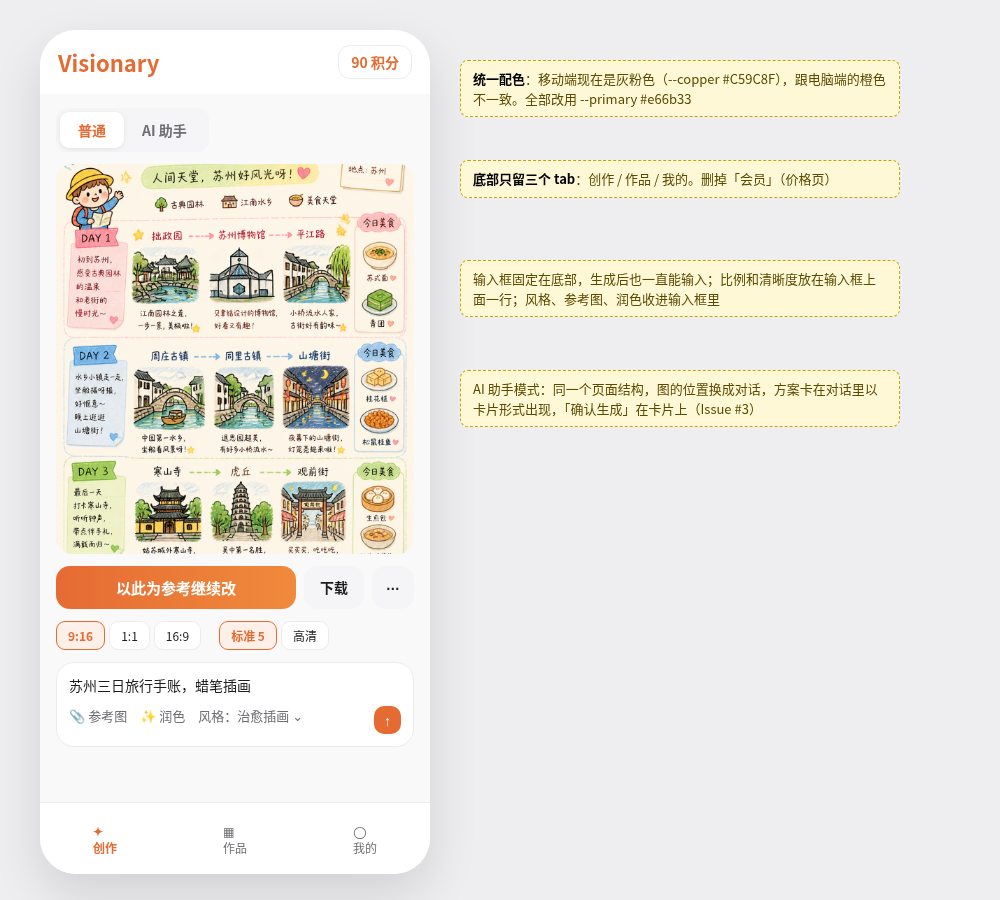 Visionary
90 积分
普通
AI 助手
人间天堂，苏州好风光呀！
地点：苏州
古典园林
江南水乡
美食天堂
DAY 1
初到苏州，
感受古典园林
的温柔
和老街的
慢时光～
拙政园
苏州博物馆
平江路
江南园林之首，
一步一景，美极啦！
贝聿铭设计的博物馆，
好看又有趣！
小桥流水人家，
古街好有韵味～
今日美食
苏式面
青团
DAY 2
水乡小镇走一走，
坐船摇呀摇，
好惬意～
晚上逛逛
山塘街！
周庄古镇
同里古镇
山塘街
中国第一水乡，
坐船看风景呀！
退思园超美，
有好多小桥流水～
夜幕下的山塘街，
灯笼亮起来啦！
今日美食
桂花糕
松鼠桂鱼
DAY 3
最后一天
打卡寒山寺，
听听钟声，
带点伴手礼，
满载而归～
寒山寺
虎丘
观前街
姑苏城外寒山寺，
吴中第一名胜，
买买买，吃吃吃，
今日美食
生煎包
以此为参考继续改
下载
···
9:16
1:1
16:9
标准 5
高清
苏州三日旅行手账，蜡笔插画
参考图
润色
风格：治愈插画
↑
创作
作品
我的
统一配色：移动端现在是灰粉色（--copper #C59C8F），跟电脑端的橙色
不一致。全部改用 --primary #e66b33
底部只留三个 tab：创作 / 作品 / 我的。删掉「会员」（价格页）
输入框固定在底部，生成后也一直能输入；比例和清晰度放在输入框上
面一行；风格、参考图、润色收进输入框里
AI 助手模式：同一个页面结构，图的位置换成对话，方案卡在对话里以
卡片形式出现，「确认生成」在卡片上（Issue #3）